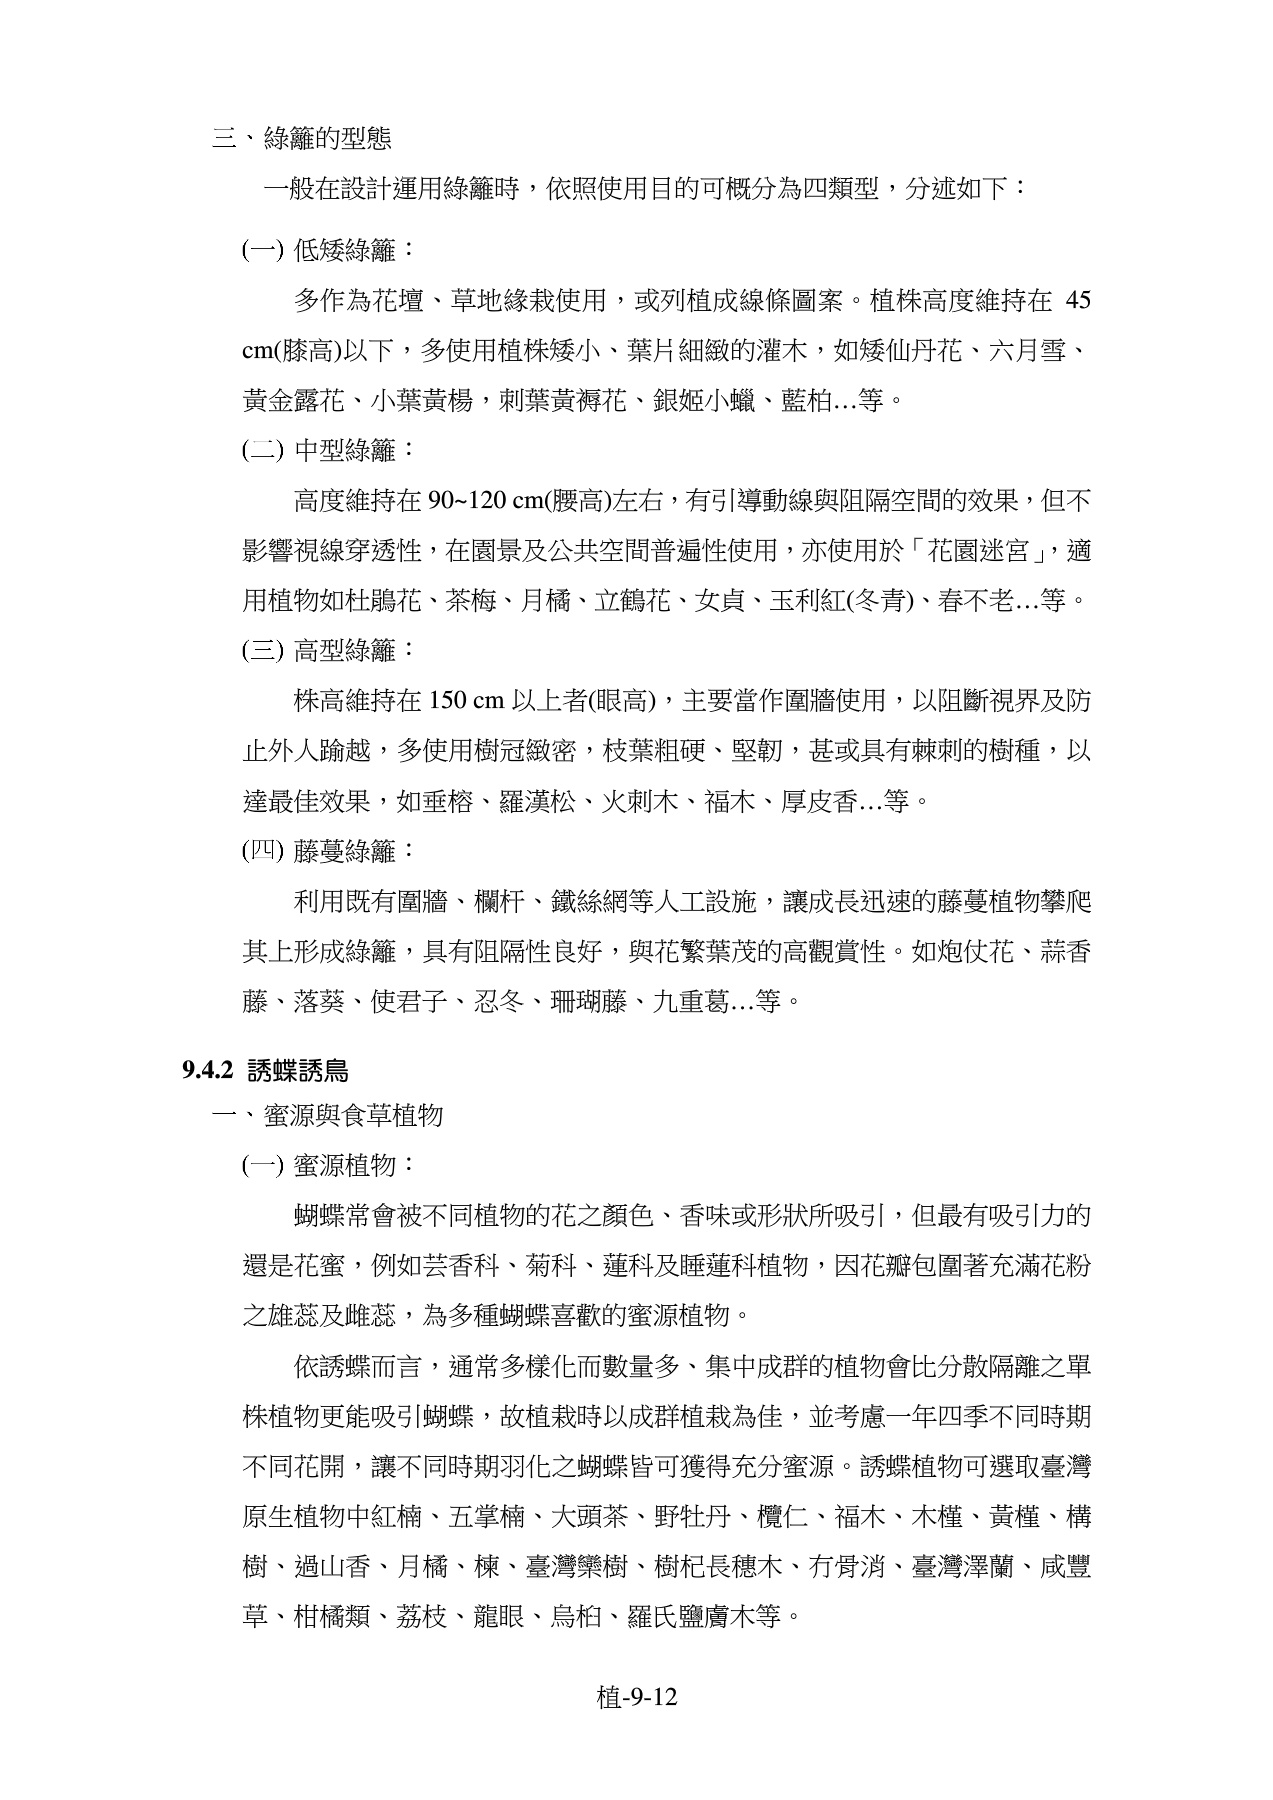 三、綠籬的型態
一般在設計運用綠籬時，依照使用目的可概分為四類型，分述如下：
(一) 低矮綠籬：
多作為花壇、草地緣栽使用，或列植成線條圖案。植株高度維持在 45
cm(膝高)以下，多使用植株矮小、葉片細緻的灌木，如矮仙丹花、六月雪、
黃金露花、小葉黃楊，刺葉黃褥花、銀姬小蠟、藍柏…等。
(二) 中型綠籬：
高度維持在 90~120 cm(腰高)左右，有引導動線與阻隔空間的效果，但不
影響視線穿透性，在園景及公共空間普遍性使用，亦使用於「花園迷宮」，適
用植物如杜鵑花、茶梅、月橘、立鶴花、女貞、玉利紅(冬青)、春不老…等。
(三) 高型綠籬：
株高維持在 150 cm 以上者(眼高)，主要當作圍牆使用，以阻斷視界及防
止外人踰越，多使用樹冠緻密，枝葉粗硬、堅韌，甚或具有棘刺的樹種，以
達最佳效果，如垂榕、羅漢松、火刺木、福木、厚皮香…等。
(四) 藤蔓綠籬：
利用既有圍牆、欄杆、鐵絲網等人工設施，讓成長迅速的藤蔓植物攀爬
其上形成綠籬，具有阻隔性良好，與花繁葉茂的高觀賞性。如炮仗花、蒜香
藤、落葵、使君子、忍冬、珊瑚藤、九重葛…等。
9.4.2 誘蝶誘鳥
一、蜜源與食草植物
(一) 蜜源植物：
蝴蝶常會被不同植物的花之顏色、香味或形狀所吸引，但最有吸引力的
還是花蜜，例如芸香科、菊科、蓮科及睡蓮科植物，因花瓣包圍著充滿花粉
之雄蕊及雌蕊，為多種蝴蝶喜歡的蜜源植物。
依誘蝶而言，通常多樣化而數量多、集中成群的植物會比分散隔離之單
株植物更能吸引蝴蝶，故植栽時以成群植栽為佳，並考慮一年四季不同時期
不同花開，讓不同時期羽化之蝴蝶皆可獲得充分蜜源。誘蝶植物可選取臺灣
原生植物中紅楠、五掌楠、大頭茶、野牡丹、欖仁、福木、木槿、黃槿、構
樹、過山香、月橘、楝、臺灣欒樹、樹杞長穗木、冇骨消、臺灣澤蘭、咸豐
草、柑橘類、荔枝、龍眼、烏桕、羅氏鹽膚木等。
植-9-12